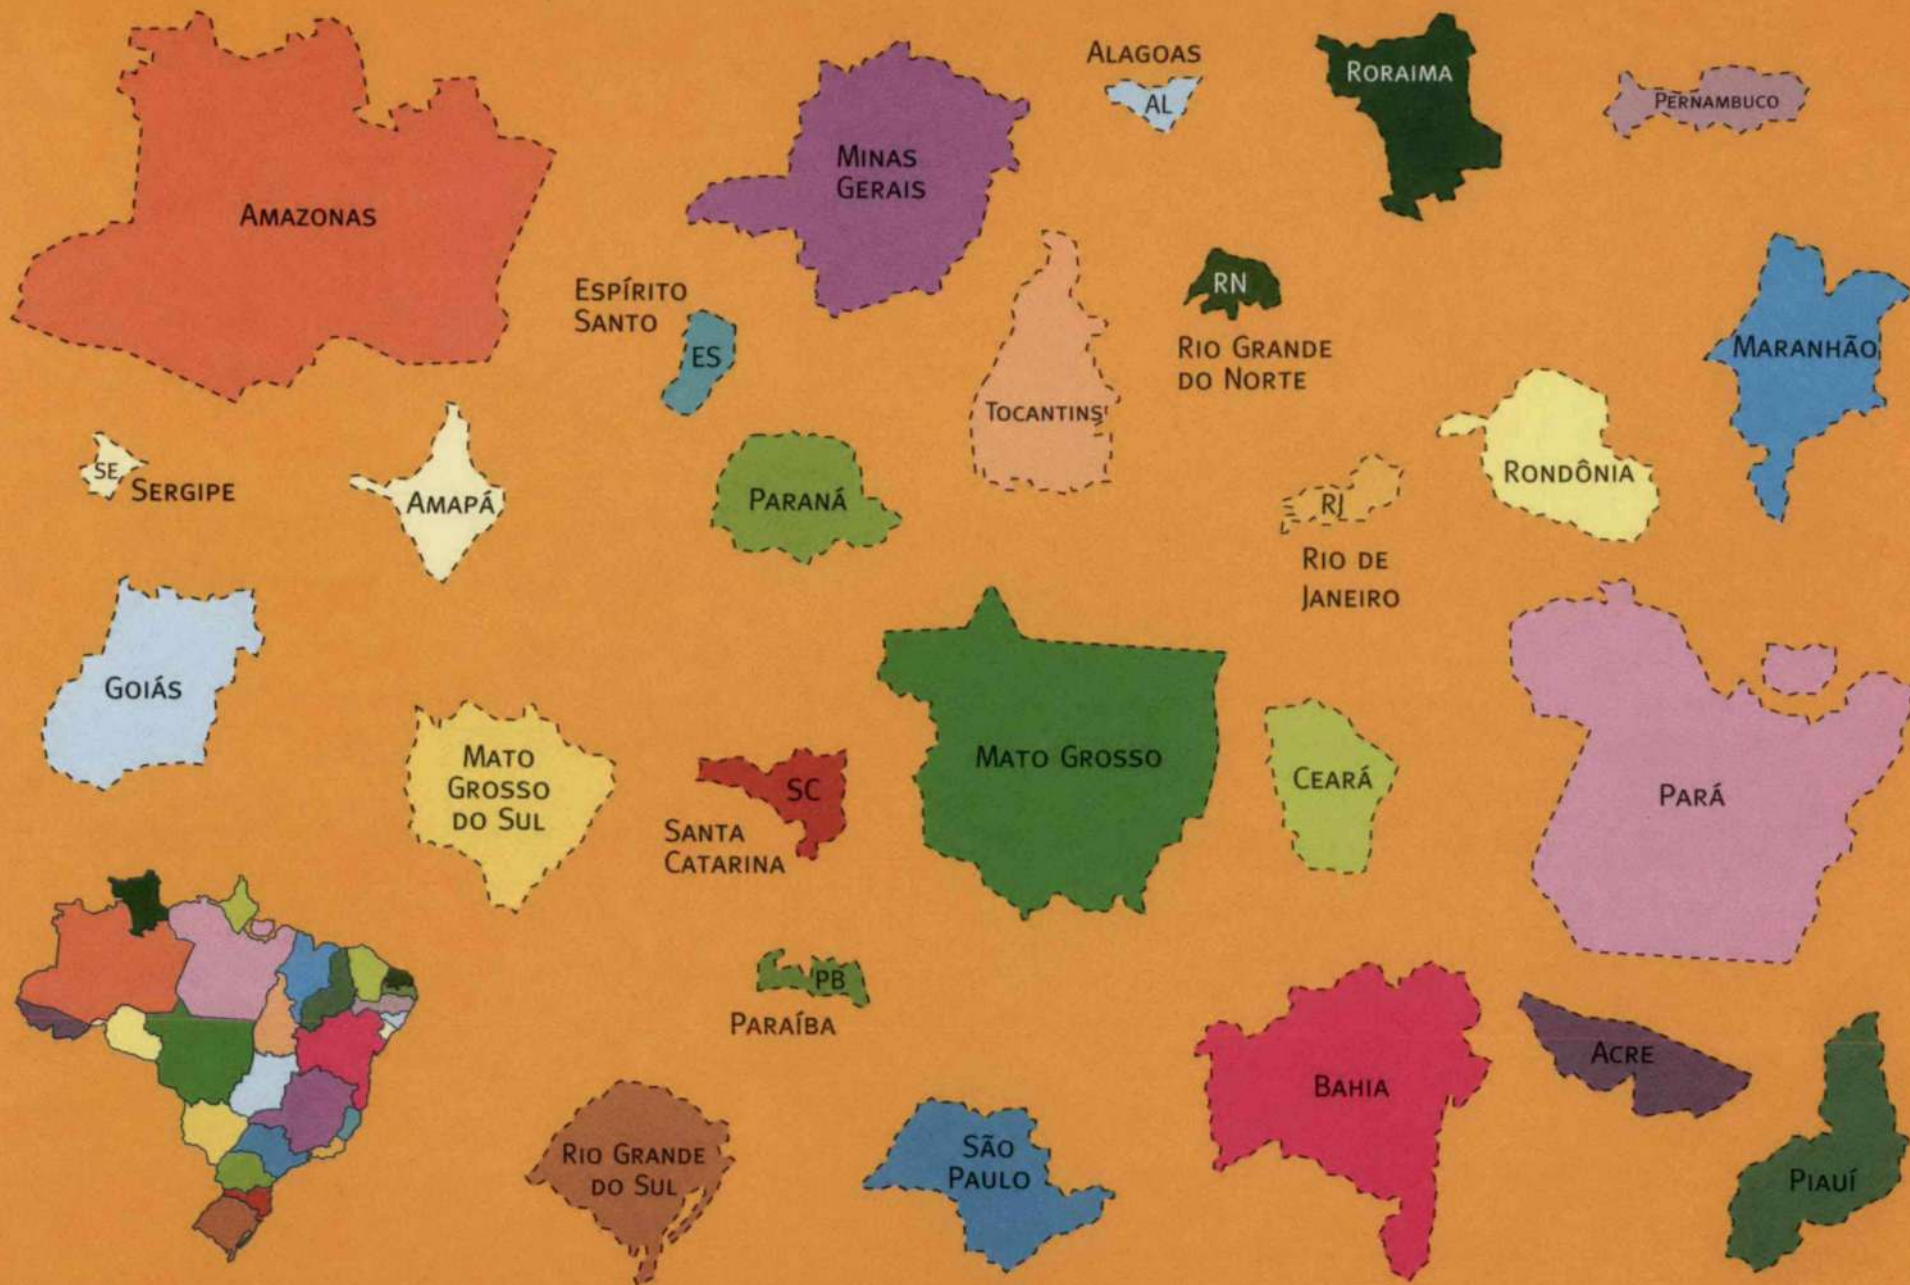 ALAGOAS
AL
RORAIMA
PERNAMBUCO
MINAS
GERAIS
AMAZONAS
ESPÍRITO
SANTO
ES
RN
RIO GRANDE
DO NORTE
MARANHÃO
TOCANTINS
SE
SERGIPE
AMAPÁ
PARANÁ
RJ
RIO DE
JANEIRO
RONDÔNIA
GOIÁS
MATO
GROSSO
DO SUL
SC
SANTA
CATARINA
MATO GROSSO
CEARÁ
PARÁ
PB
PARAÍBA
BAHIA
ACRE
RIO GRANDE
DO SUL
SÃO
PAULO
PIAUÍ